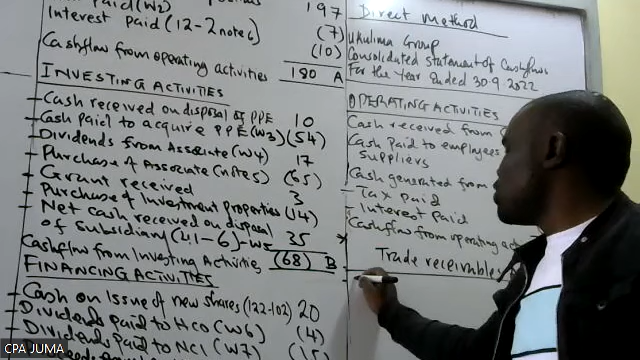 paid (W2) 197
Interest paid (12-2 note 6) (7)
(10)
Cashflow from operating activities 180 A
INVESTING ACTIVITIES
Cash received on disposal of PPE 10
Cash paid to acquire PPE (W3) (54)
Dividends from Associate (W4) 17
Purchase of Associate (note 5) (65)
Grant received 3
Purchase of Investment properties (14)
Net cash received on disposal
of subsidiary (41-6)-W5 35
Cashflow from Investing Activities (68) B
FINANCING ACTIVITIES
Cash on Issue of new shares (122-102) 20
Dividends paid to HCO (W6) (4)
Dividends paid to NCI (W7) (15)
Direct Method
Ukulima Group
Consolidated statement of Cashflows
For the Year Ended 30.9.2022
OPERATING ACTIVITIES
Cash received from
Cash paid to employees
Suppliers
Cash generated from
- Tax paid
- Interest paid
Cashflow from operating
Trade receivables
CPA JUMA